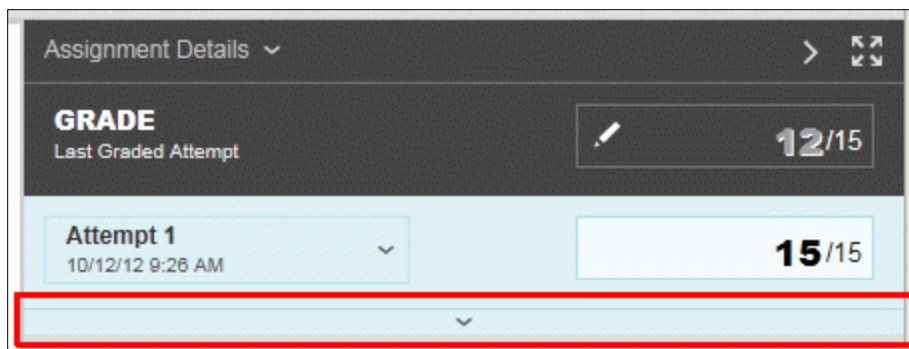 Assignment Details
GRADE
Last Graded Attempt
12/15
Attempt 1
10/12/12 9:26 AM
15/15